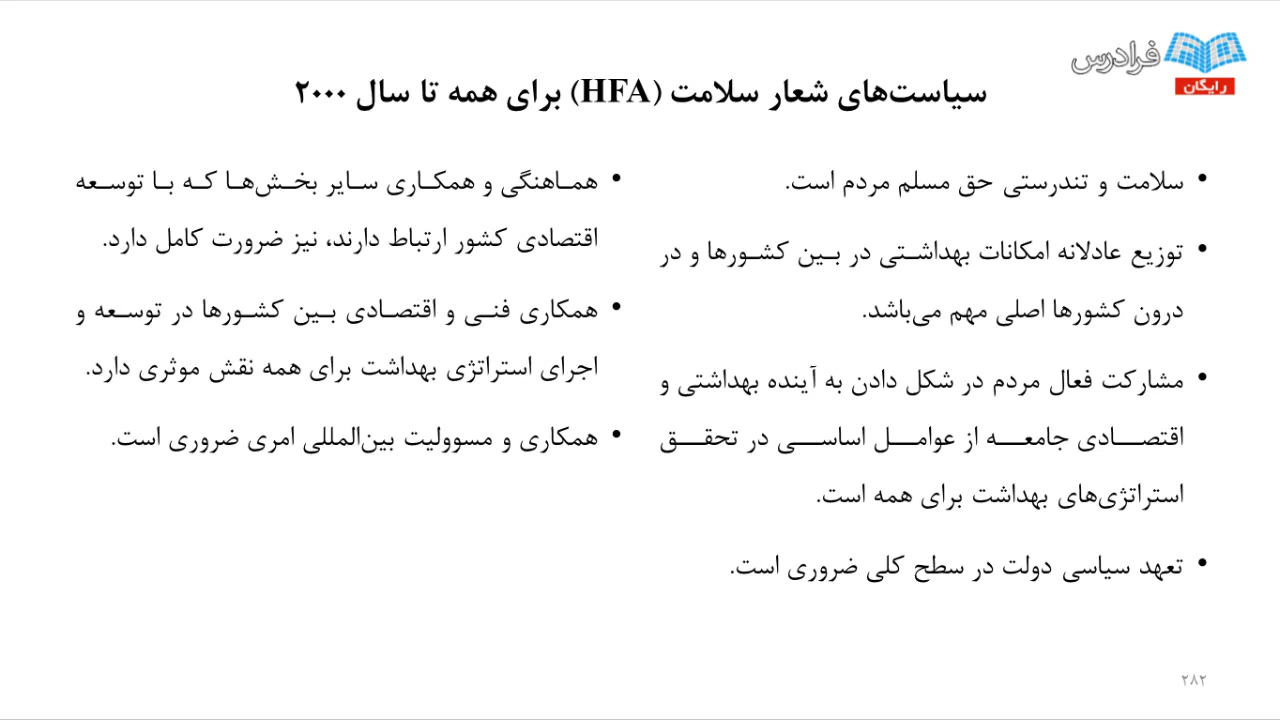 فرادرس
رایگان
سیاست‌های شعار سلامت (HFA) برای همه تا سال ۲۰۰۰
• سلامت و تندرستی حق مسلم مردم است.
• توزیع عادلانه امکانات بهداشتی در بین کشورها و در
درون کشورها اصلی مهم می‌باشد.
• مشارکت فعال مردم در شکل دادن به آینده بهداشتی و
اقتصادی جامعه از عوامل اساسی در تحقق
استراتژی‌های بهداشت برای همه است.
• تعهد سیاسی دولت در سطح کلی ضروری است.
• هماهنگی و همکاری سایر بخش‌ها که با توسعه
اقتصادی کشور ارتباط دارند، نیز ضرورت کامل دارد.
• همکاری فنی و اقتصادی بین کشورها در توسعه و
اجرای استراتژی بهداشت برای همه نقش موثری دارد.
• همکاری و مسوولیت بین‌المللی امری ضروری است.
۲۸۲